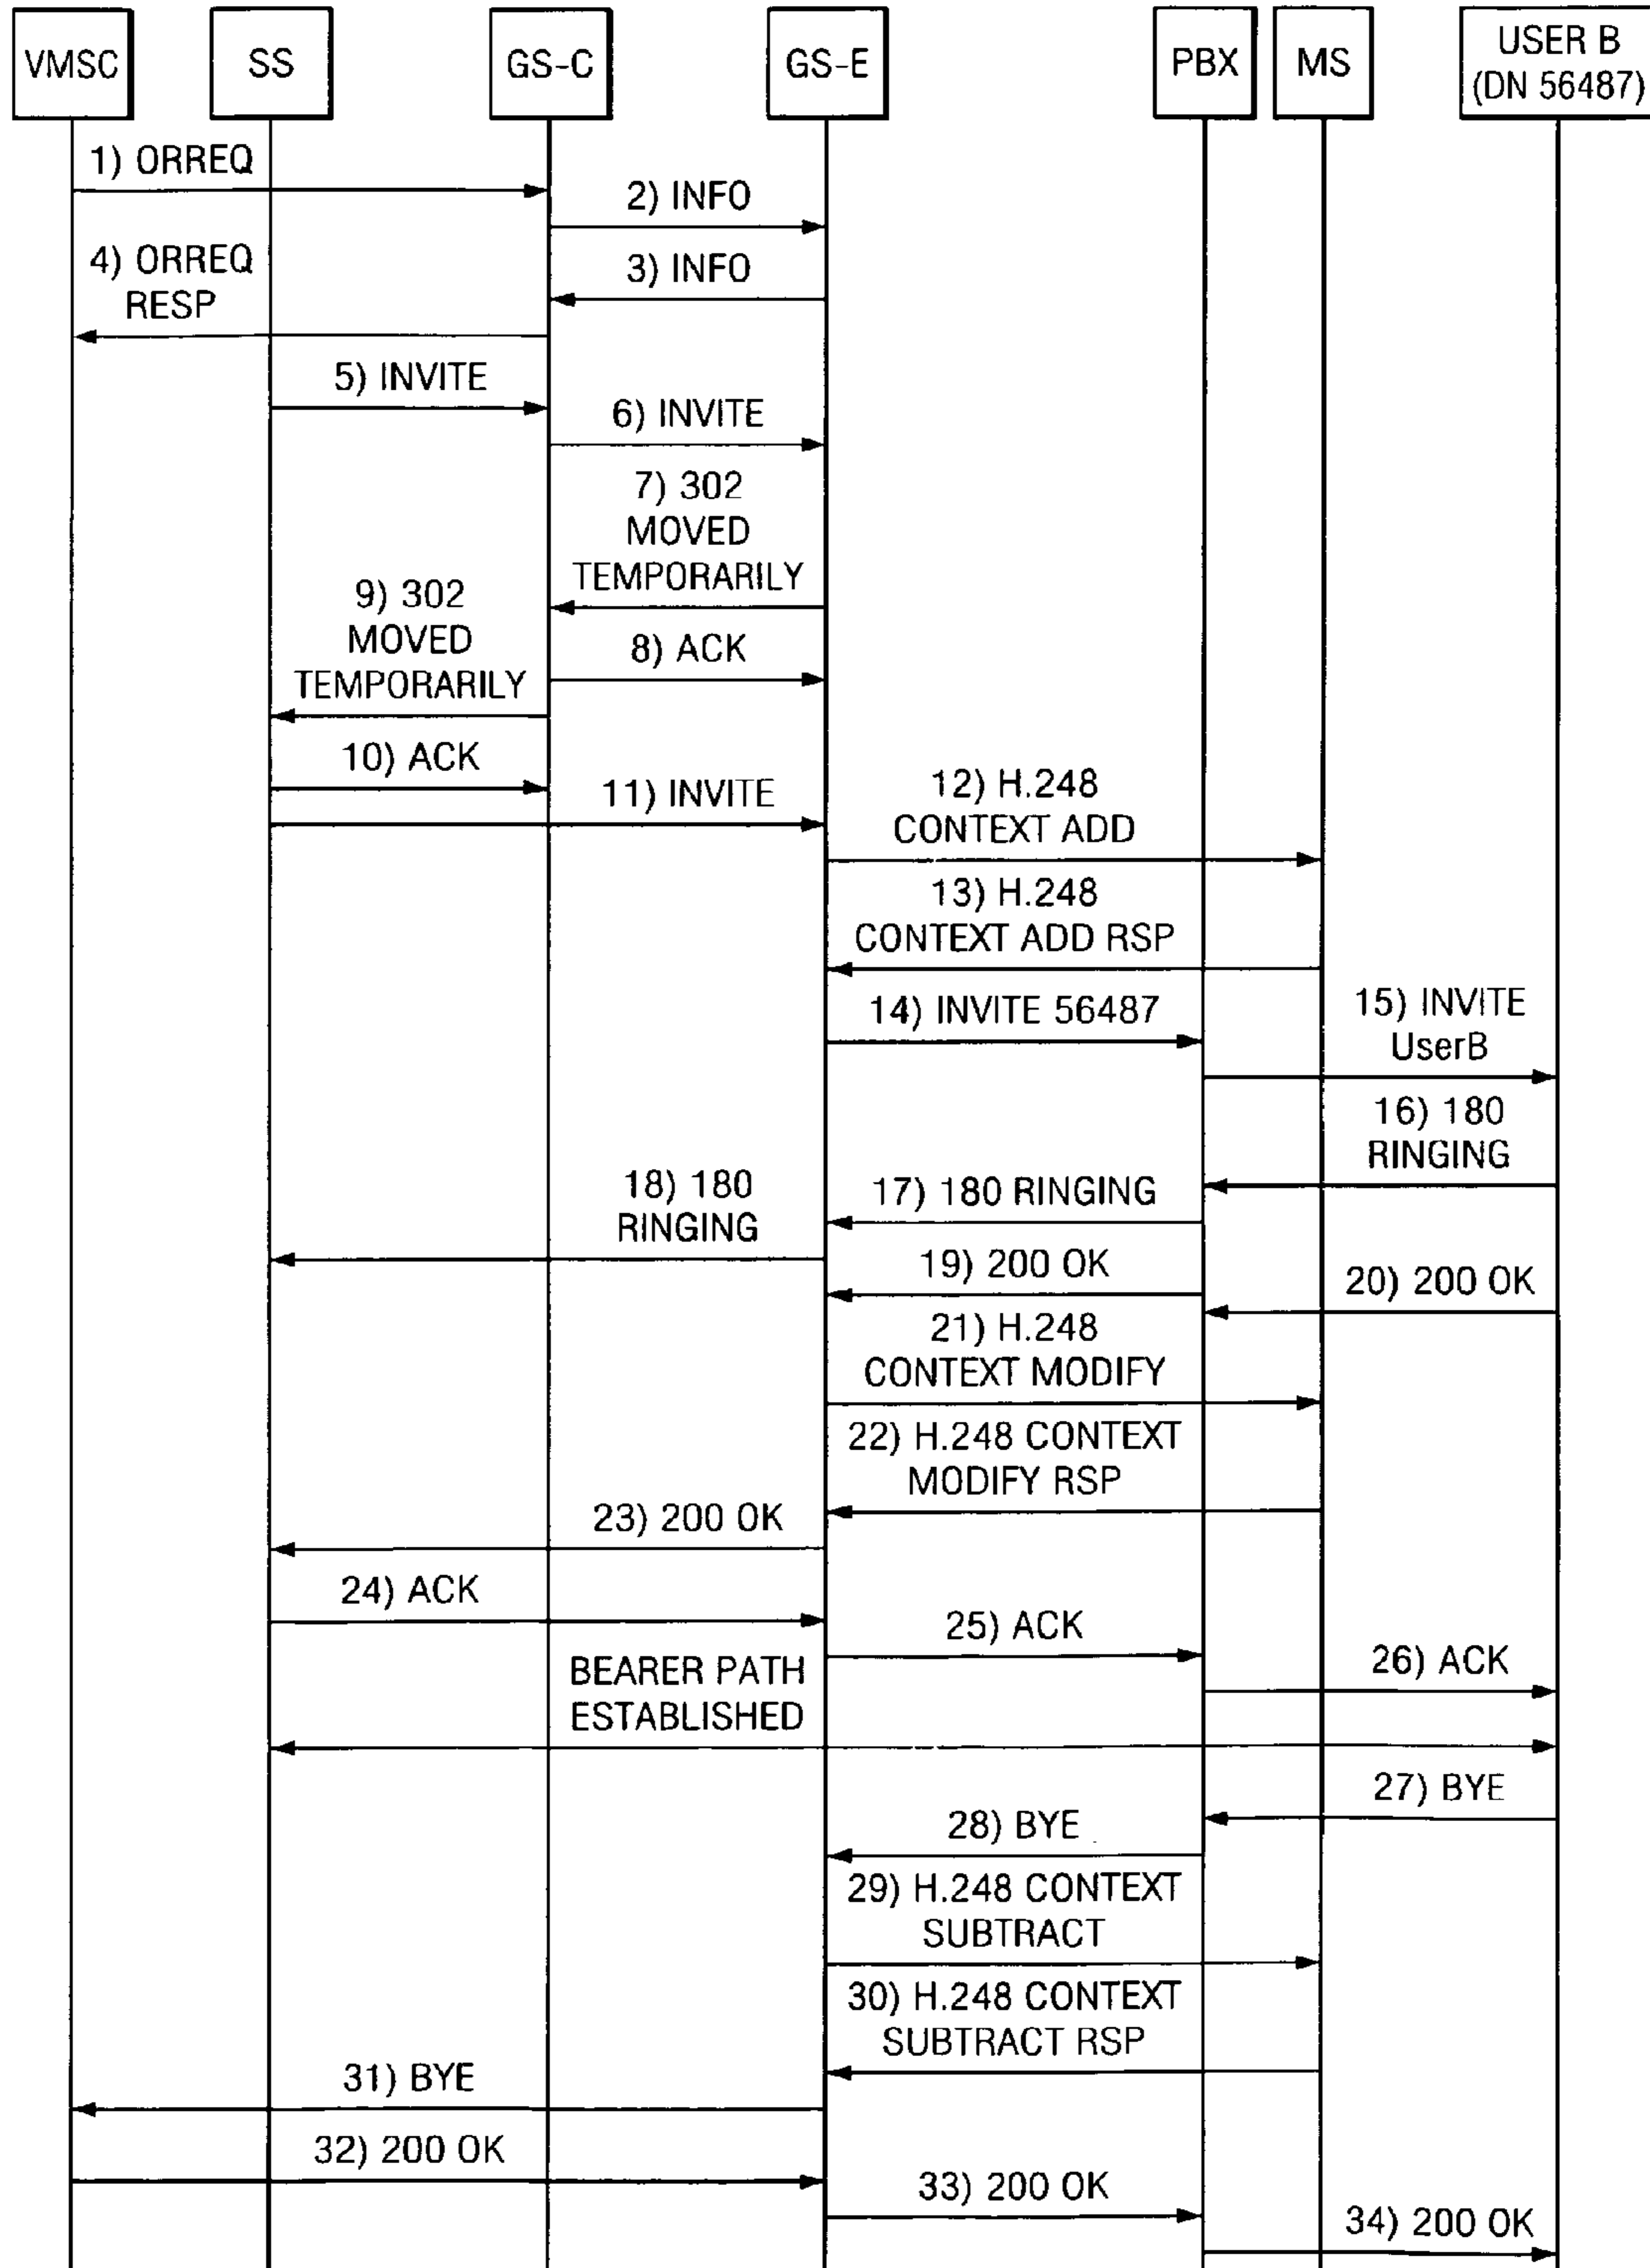 VMSC
SS
GS-C
GS-E
PBX
MS
USER B
(DN 56487)
1) ORREQ
2) INFO
4) ORREQ
RESP
3) INFO
5) INVITE
6) INVITE
7) 302
MOVED
TEMPORARILY
9) 302
MOVED
TEMPORARILY
8) ACK
10) ACK
11) INVITE
12) H.248
CONTEXT ADD
13) H.248
CONTEXT ADD RSP
14) INVITE 56487
15) INVITE
UserB
16) 180
RINGING
17) 180 RINGING
18) 180
RINGING
19) 200 OK
20) 200 OK
21) H.248
CONTEXT MODIFY
22) H.248 CONTEXT
MODIFY RSP
23) 200 OK
24) ACK
25) ACK
26) ACK
BEARER PATH
ESTABLISHED
27) BYE
28) BYE
29) H.248 CONTEXT
SUBTRACT
30) H.248 CONTEXT
SUBTRACT RSP
31) BYE
32) 200 OK
33) 200 OK
34) 200 OK